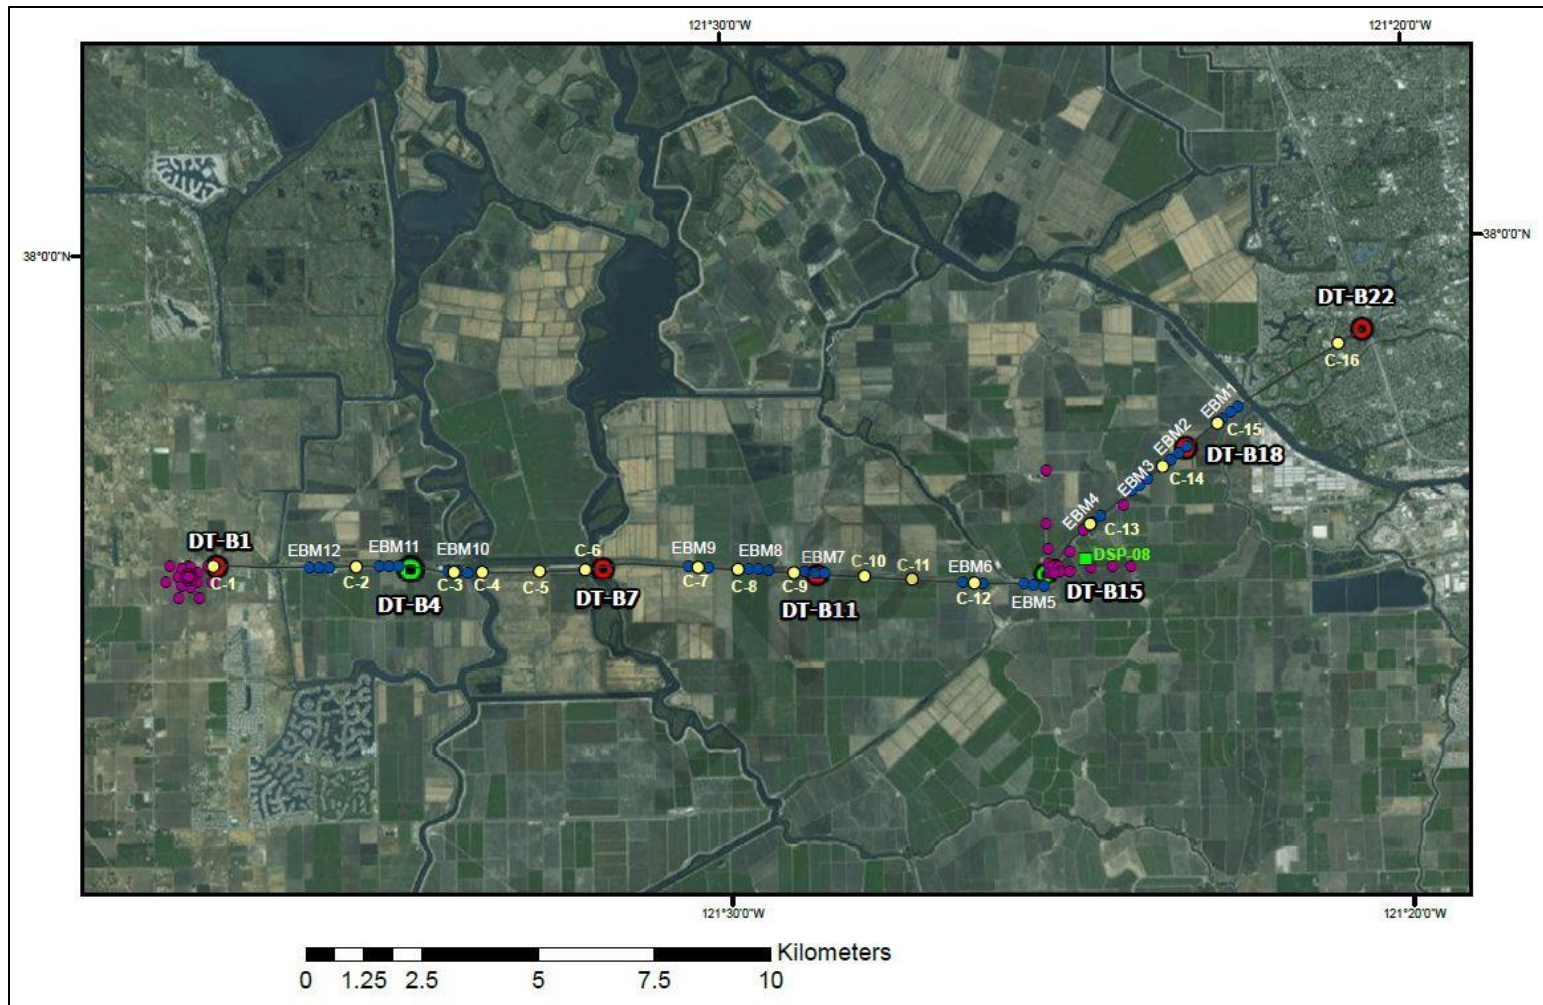 121°30'0"W
121°20'0"W
38°0'0"N
38°0'0"N
DT-B22
C-16
EBM1
C-15
EBM2
DT-B18
EBM3
C-14
EBM4
C-13
DT-B1
EBM12
EBM11
EBM10
C-6
EBM9
EBM8
EBM7
C-10
C-11
EBM6
DSP-08
C-1
C-2
C-3
C-4
C-5
C-7
C-8
C-9
C-12
EBM5
DT-B4
DT-B7
DT-B11
DT-B15
121°30'0"W
121°20'0"W
Kilometers
0 1.25 2.5 5 7.5 10